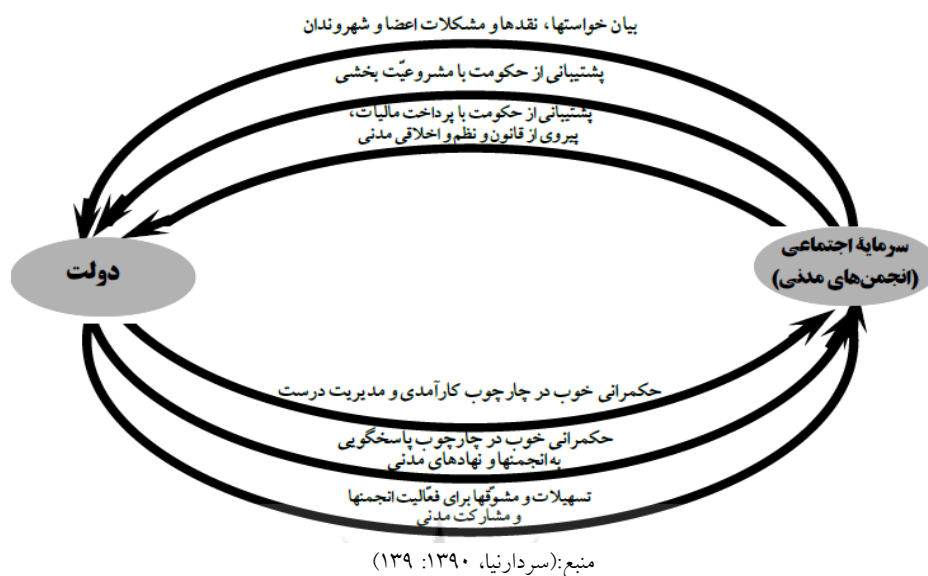 بیان خواستها، نقدها و مشکلات اعضا و شهروندان
پشتیبانی از حکومت با مشروعیّت بخشی
پشتیبانی از حکومت با پرداخت مالیات،
پیروی از قانون و نظم و اخلاقی مدنی
سرمایۀ اجتماعی
(انجمن‌های مدنی)
دولت
حکمرانی خوب در چارچوب کارآمدی و مدیریت درست
حکمرانی خوب در چارچوب پاسخگویی
به انجمنها و نهادهای مدنی
تسهیلات و مشوّقها برای فعّالیت انجمنها
و مشارکت مدنی
منبع:(سردارنیا، ۱۳۹۰: ۱۳۹)